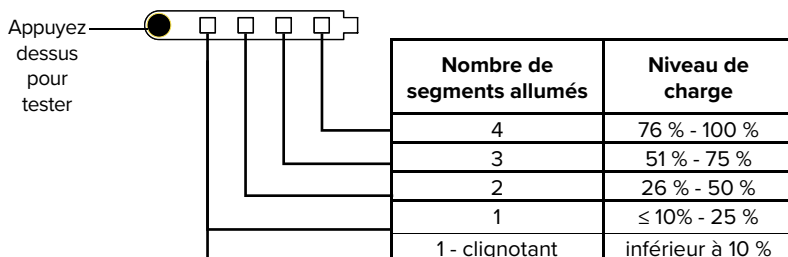 Appuyez
dessus
pour
tester
Nombre de
segments allumés
Niveau de
charge
4 76 % - 100 %
3 51 % - 75 %
2 26 % - 50 %
1 ≤ 10% - 25 %
1 - clignotant inférieur à 10 %